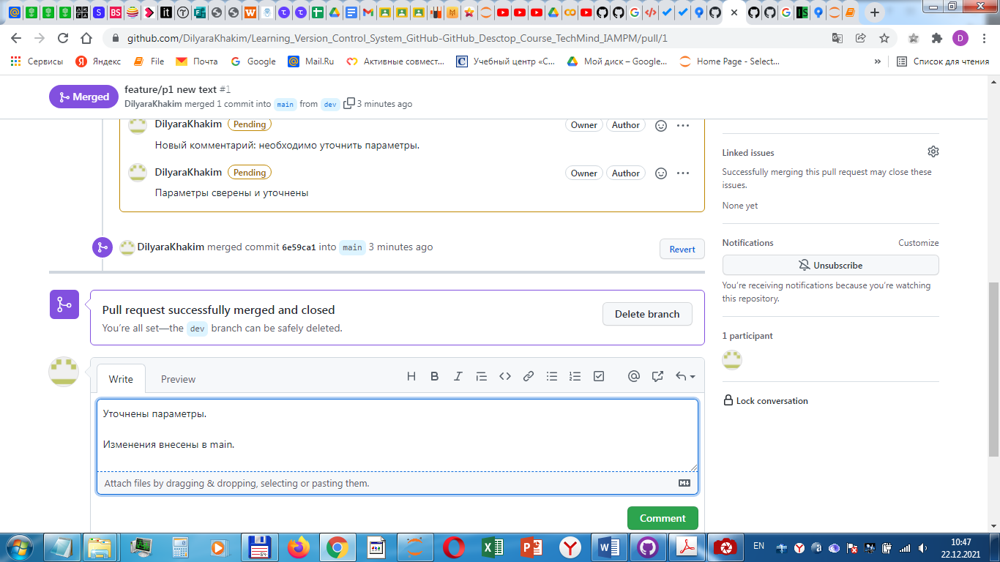 github.com/DilyaraKhakim/Learning_Version_Control_System_GitHub-GitHub_Desctop_Course_TechMind_IAMPM/pull/1
D
Сервисы
Яндекс
File
Почта
Google
Mail.Ru
Активные совмест...
Учебный центр «С...
Мой диск – Google...
Home Page - Select...
»
Список для чтения
Merged
feature/p1 new text #1
DilyaraKhakim merged 1 commit into main from dev 3 minutes ago
DilyaraKhakim Pending Owner Author
Новый комментарий: необходимо уточнить параметры.
DilyaraKhakim Pending Owner Author
Параметры сверены и уточнены
DilyaraKhakim merged commit 6e59ca1 into main 3 minutes ago
Revert
Pull request successfully merged and closed
You’re all set—the dev branch can be safely deleted.
Delete branch
Write Preview
Уточнены параметры.
Изменения внесены в main.
Attach files by dragging & dropping, selecting or pasting them.
Comment
Linked issues
Successfully merging this pull request may close these
issues.
None yet
Notifications Customize
Unsubscribe
You’re receiving notifications because you’re watching
this repository.
1 participant
Lock conversation
EN
10:47
22.12.2021